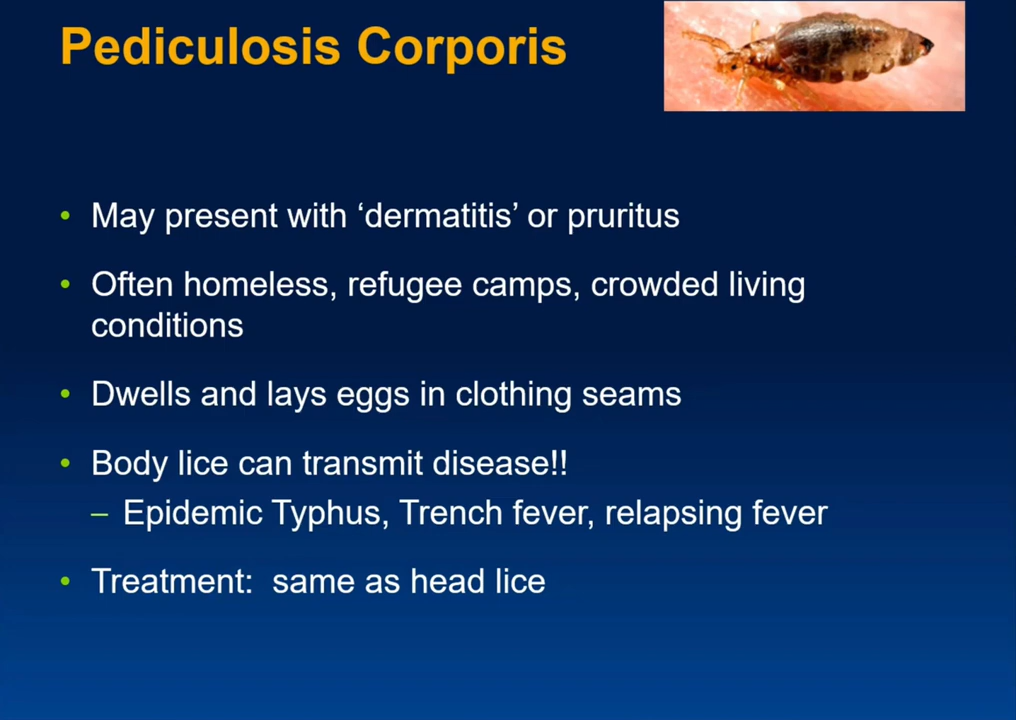 Pediculosis Corporis
• May present with ‘dermatitis’ or pruritus
• Often homeless, refugee camps, crowded living
conditions
• Dwells and lays eggs in clothing seams
• Body lice can transmit disease!!
– Epidemic Typhus, Trench fever, relapsing fever
• Treatment:  same as head lice